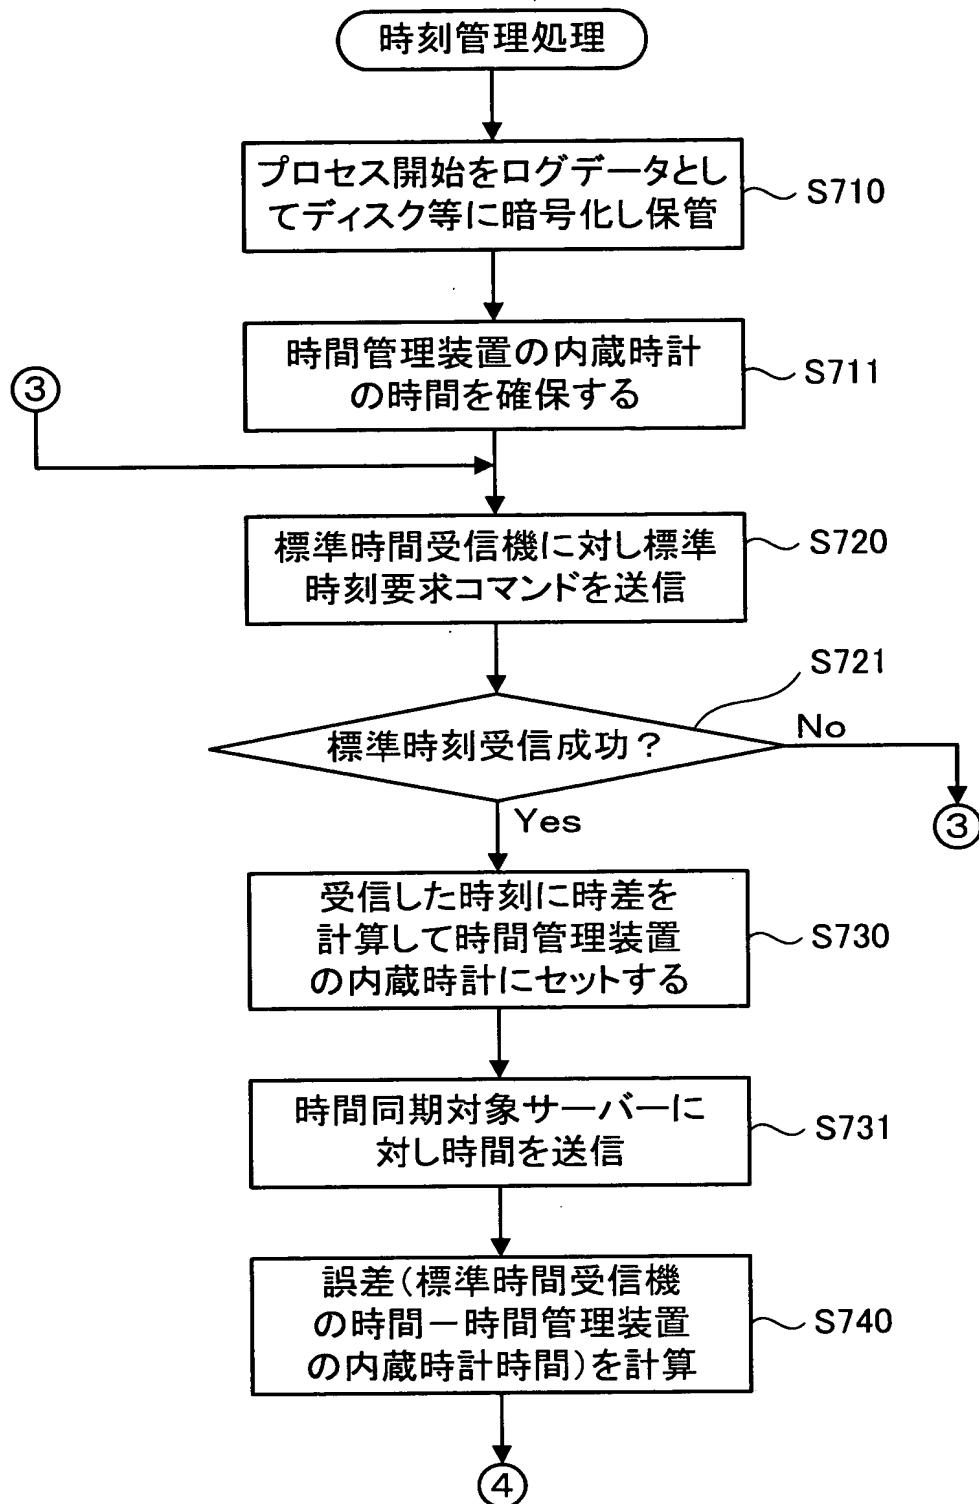 時刻管理処理
プロセス開始をログデータとし
てディスク等に暗号化し保管
S710
時間管理装置の内蔵時計
の時間を確保する
S711
③
標準時間受信機に対し標準
時刻要求コマンドを送信
S720
S721
標準時刻受信成功？
No
③
Yes
受信した時刻に時差を
計算して時間管理装置
の内蔵時計にセットする
S730
時間同期対象サーバーに
対し時間を送信
S731
誤差（標準時間受信機
の時間－時間管理装置
の内蔵時計時間）を計算
S740
④